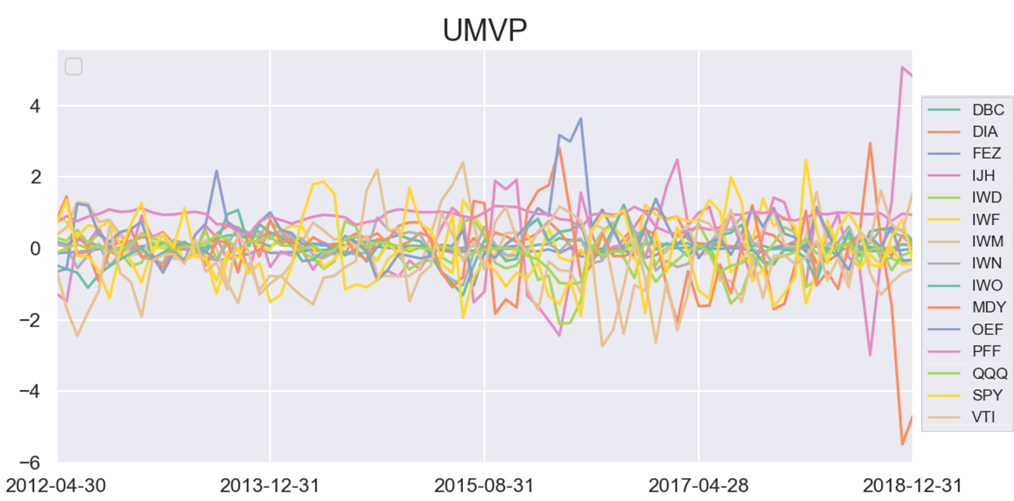 UMVP
4
2
0
−2
−4
−6
2012-04-30 2013-12-31 2015-08-31 2017-04-28 2018-12-31
DBC
DIA
FEZ
IJH
IWD
IWF
IWM
IWN
IWO
MDY
OEF
PFF
QQQ
SPY
VTI